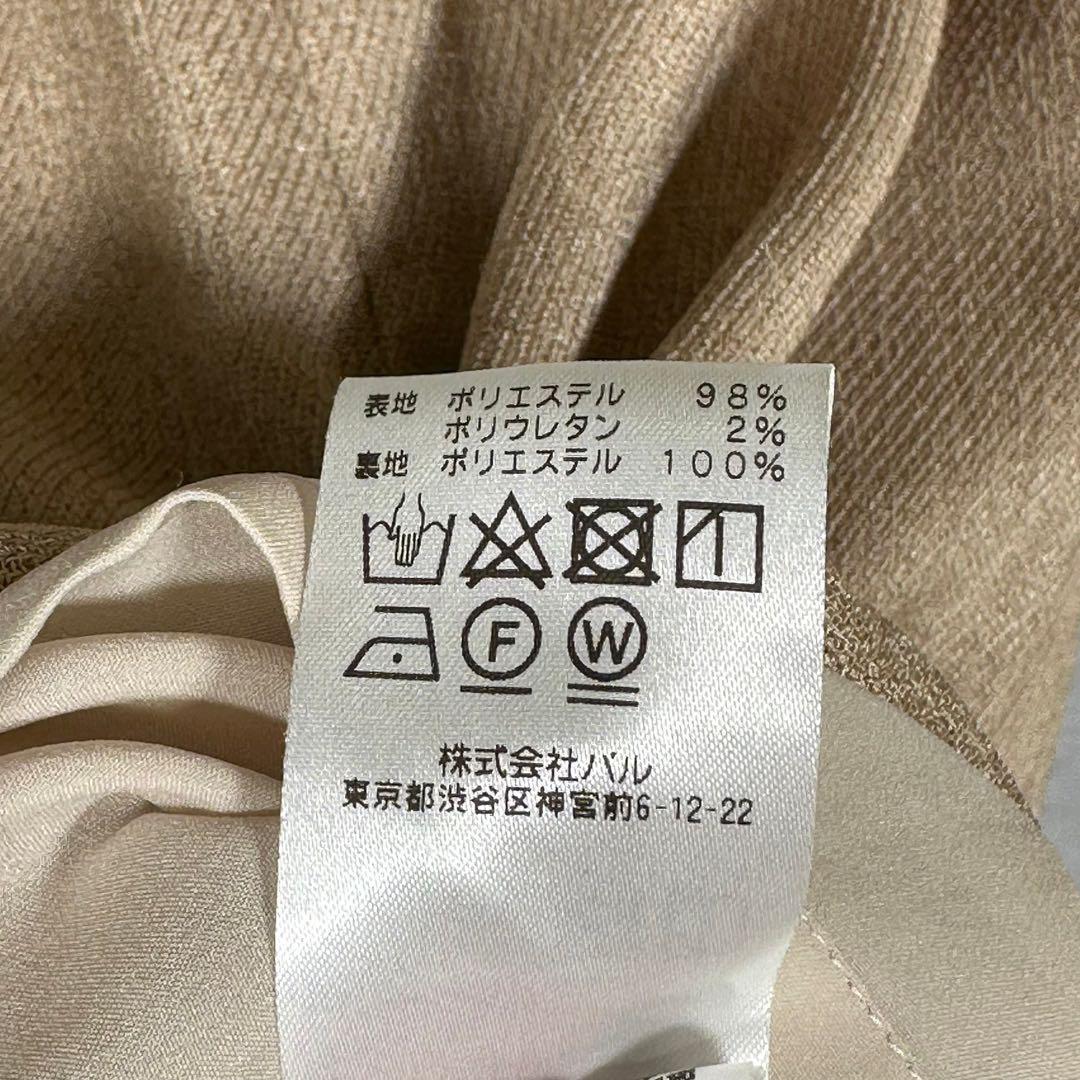 表地 ポリエステル 98%
ポリウレタン 2%
裏地 ポリエステル 100%
F W
株式会社パル
東京都渋谷区神宮前6-12-22